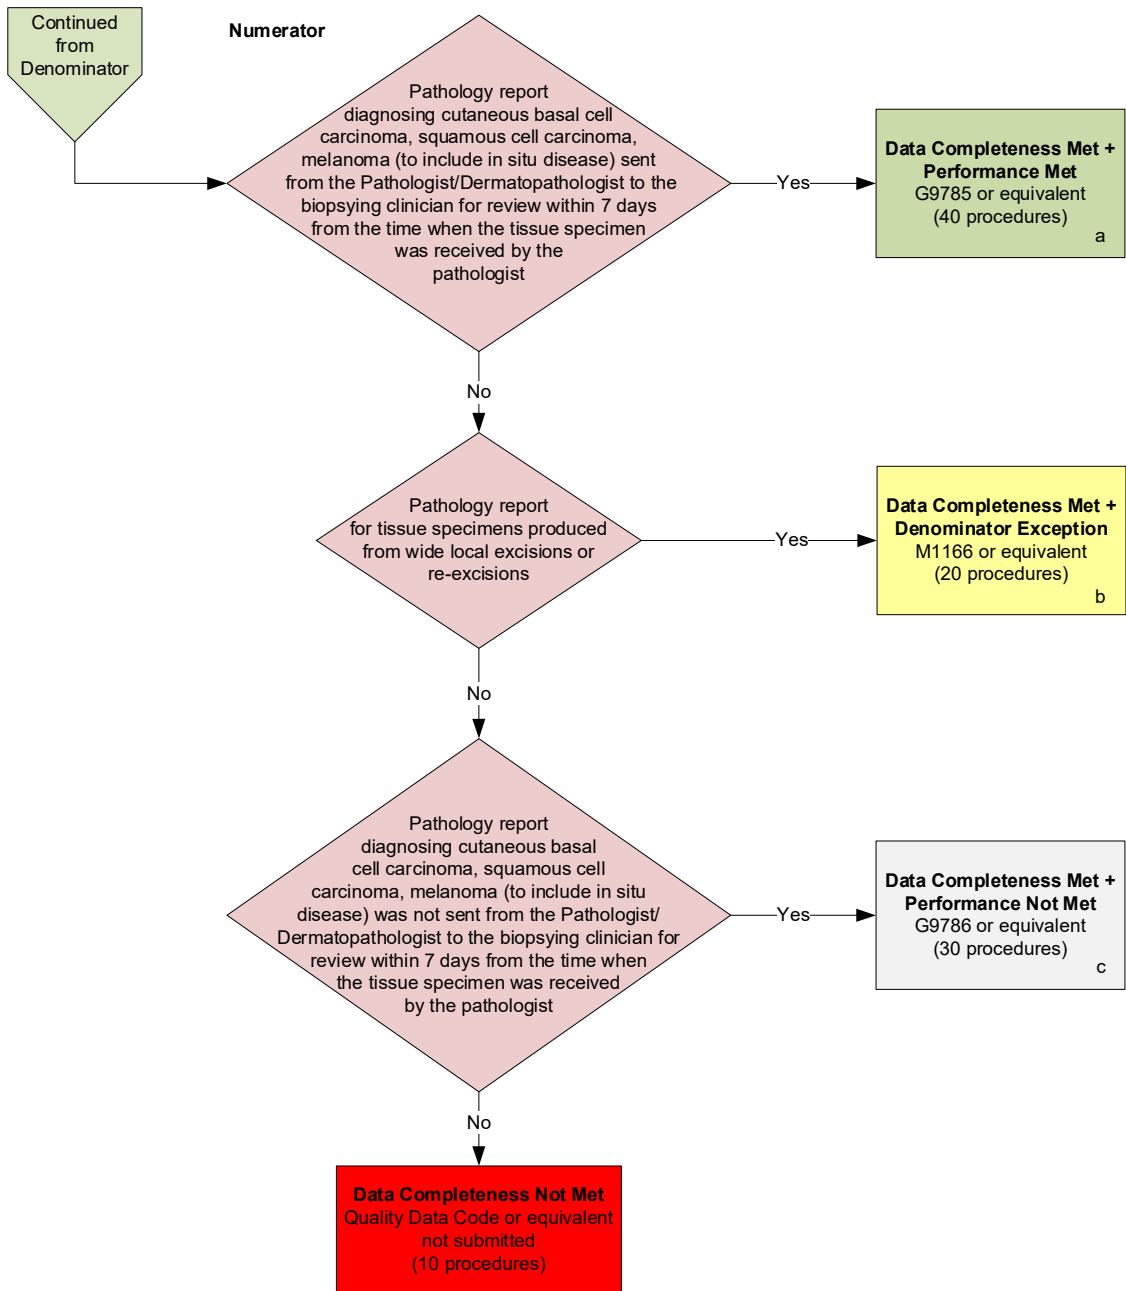 Continued
from
Denominator
Numerator
Pathology report
diagnosing cutaneous basal cell
carcinoma, squamous cell carcinoma,
melanoma (to include in situ disease) sent
from the Pathologist/Dermatopathologist to the
biopsying clinician for review within 7 days
from the time when the tissue specimen
was received by the
pathologist
Yes
Data Completeness Met +
Performance Met
G9785 or equivalent
(40 procedures)
a
No
Pathology report
for tissue specimens produced
from wide local excisions or
re-excisions
Yes
Data Completeness Met +
Denominator Exception
M1166 or equivalent
(20 procedures)
b
No
Pathology report
diagnosing cutaneous basal
cell carcinoma, squamous cell
carcinoma, melanoma (to include in situ
disease) was not sent from the Pathologist/
Dermatopathologist to the biopsying clinician for
review within 7 days from the time when
the tissue specimen was received
by the pathologist
Yes
Data Completeness Met +
Performance Not Met
G9786 or equivalent
(30 procedures)
c
No
Data Completeness Not Met
Quality Data Code or equivalent
not submitted
(10 procedures)